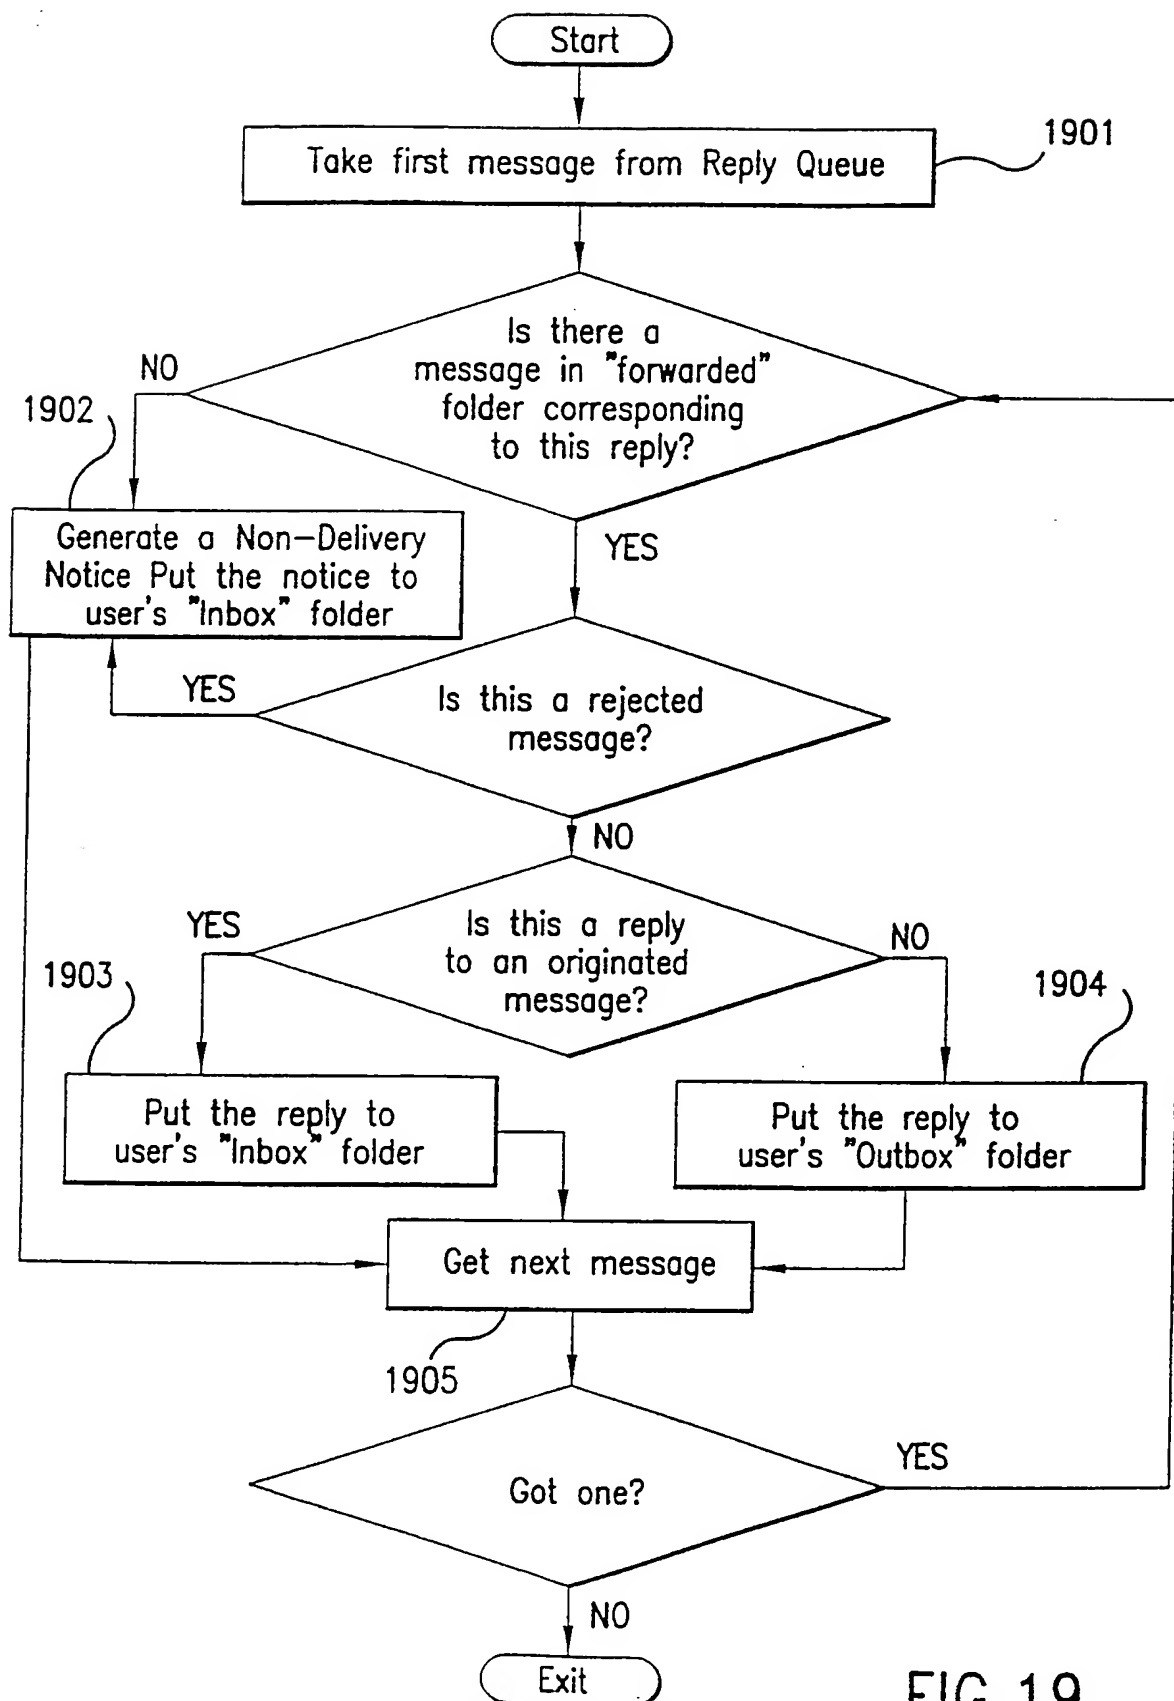 Start
Take first message from Reply Queue
1901
Is there a
message in "forwarded"
folder corresponding
to this reply?
NO
1902
YES
Generate a Non-Delivery
Notice Put the notice to
user's "Inbox" folder
YES
Is this a rejected
message?
NO
YES
Is this a reply
to an originated
message?
NO
1903
1904
Put the reply to
user's "Inbox" folder
Put the reply to
user's "Outbox" folder
Get next message
1905
Got one?
YES
NO
Exit
FIG.19